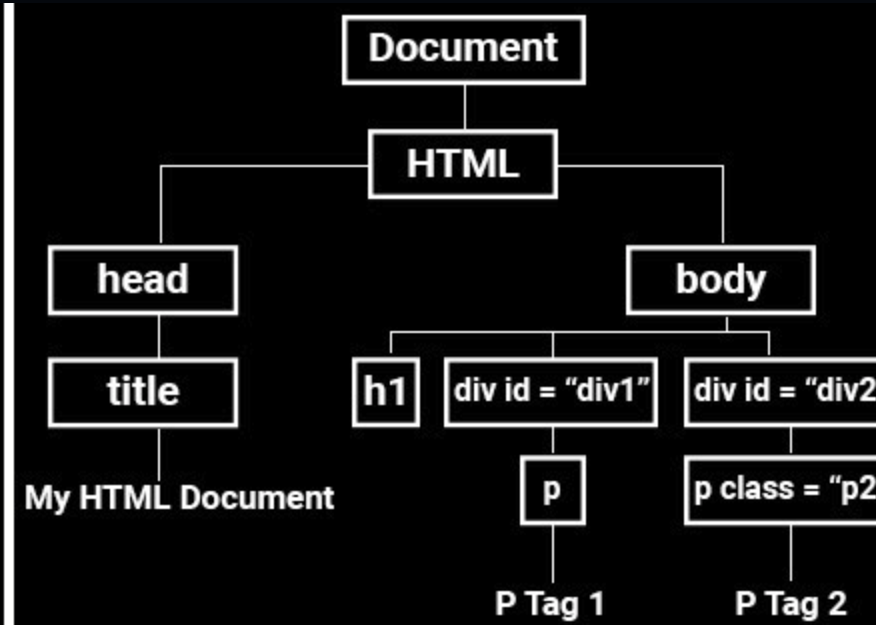 Document
HTML
head
body
title
h1
div id = “div1”
div id = “div2
p
p class = “p2
My HTML Document
P Tag 1
P Tag 2